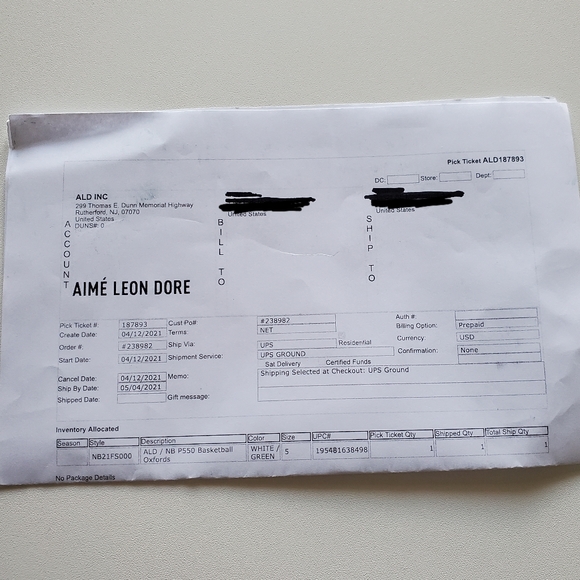 Pick Ticket ALD187893
DC: Store: Dept:
ALD INC
299 Thomas E. Dunn Memorial Highway
Rutherford, NJ, 07070
United States
DUNS#: 0
ACCOUNT
BILL TO
United States
SHIP TO
United States
AIMÉ LEON DORE
Pick Ticket #: 187893 Cust Po# #238982 Auth #:
Create Date: 04/12/2021 Terms: NET Billing Option: Prepaid
Order #: #238982 Ship Via: UPS Residential Currency USD
Start Date: 04/12/2021 Shipment Service: UPS GROUND Confirmation: None
Sat Delivery Certified Funds
Cancel Date: 04/12/2021 Memo: Shipping Selected at Checkout: UPS Ground
Ship By Date: 05/04/2021
Shipped Date: Gift message:
Inventory Allocated
Season Style Description Color Size UPC# Pick Ticket Qty Shipped Qty Total Ship Qty
NB21FS000 ALD / NB P550 Basketball Oxfords WHITE / GREEN 5 195481638498 1 1 1
No Package Details